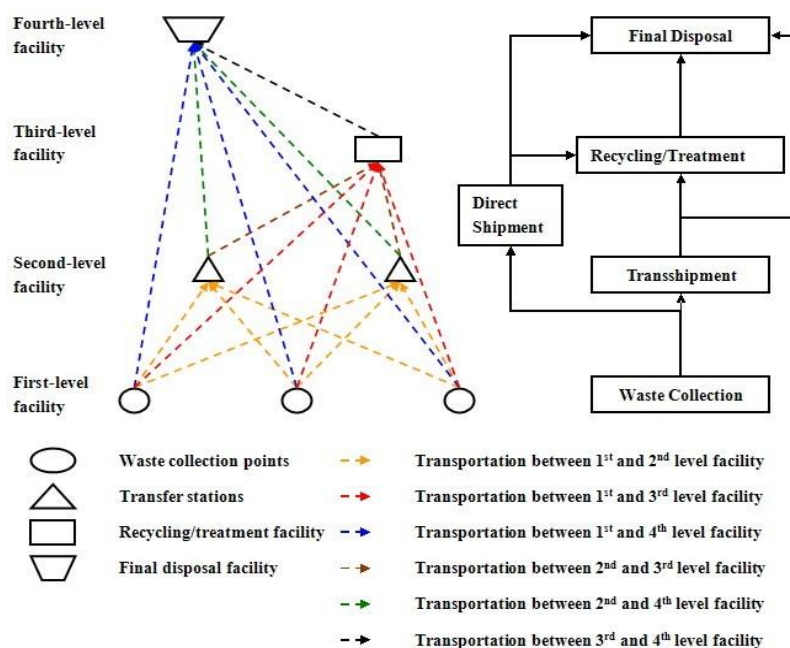 Fourth-level
facility
Final Disposal
Third-level
facility
Recycling/Treatment
Direct
Shipment
Second-level
facility
Transshipment
First-level
facility
Waste Collection
Waste collection points
Transportation between 1st and 2nd level facility
Transfer stations
Transportation between 1st and 3rd level facility
Recycling/treatment facility
Transportation between 1st and 4th level facility
Final disposal facility
Transportation between 2nd and 3rd level facility
Transportation between 2nd and 4th level facility
Transportation between 3rd and 4th level facility